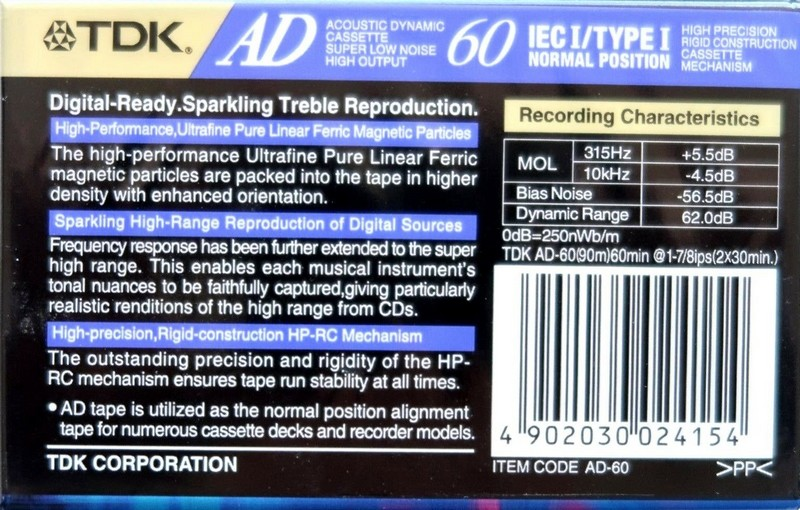 TDK®
AD
ACOUSTIC DYNAMIC
CASSETTE
SUPER LOW NOISE
HIGH OUTPUT
60
IEC I/TYPE I
NORMAL POSITION
HIGH PRECISION
RIGID CONSTRUCTION
CASSETTE
MECHANISM
Digital-Ready.Sparkling Treble Reproduction.
High-Performance,Ultrafine Pure Linear Ferric Magnetic Particles
The high-performance Ultrafine Pure Linear Ferric
magnetic particles are packed into the tape in higher
density with enhanced orientation.
Sparkling High-Range Reproduction of Digital Sources
Frequency response has been further extended to the super
high range. This enables each musical instrument's
tonal nuances to be faithfully captured,giving particularly
realistic renditions of the high range from CDs.
High-precision,Rigid-construction HP-RC Mechanism
The outstanding precision and rigidity of the HP-
RC mechanism ensures tape run stability at all times.
• AD tape is utilized as the normal position alignment
tape for numerous cassette decks and recorder models.
TDK CORPORATION
Recording Characteristics
MOL 315Hz +5.5dB
10kHz -4.5dB
Bias Noise -56.5dB
Dynamic Range 62.0dB
0dB=250nWb/m
TDK AD-60(90m)60min @1-7/8ips(2X30min.)
4 902030 024154
ITEM CODE AD-60
>PP<